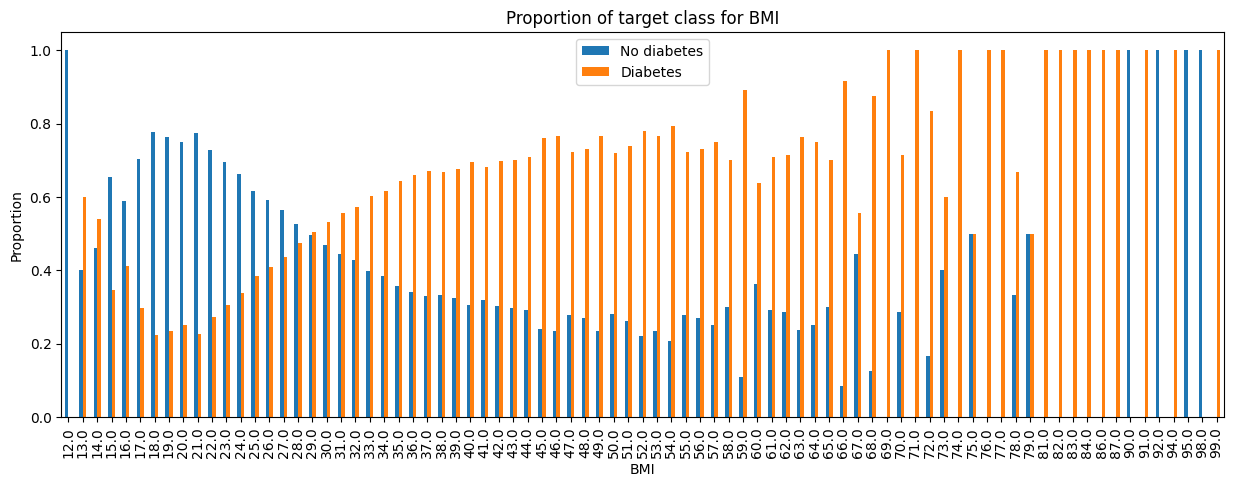 Proportion of target class for BMI
No diabetes
Diabetes
Proportion
1.0
0.8
0.6
0.4
0.2
0.0
12.0 13.0 14.0 15.0 16.0 17.0 18.0 19.0 20.0 21.0 22.0 23.0 24.0 25.0 26.0 27.0 28.0 29.0 30.0 31.0 32.0 33.0 34.0 35.0 36.0 37.0 38.0 39.0 40.0 41.0 42.0 43.0 44.0 45.0 46.0 47.0 48.0 49.0 50.0 51.0 52.0 53.0 54.0 55.0 56.0 57.0 58.0 59.0 60.0 61.0 62.0 63.0 64.0 65.0 66.0 67.0 68.0 69.0 70.0 71.0 72.0 73.0 74.0 75.0 76.0 77.0 78.0 79.0 81.0 82.0 83.0 84.0 86.0 87.0 90.0 91.0 92.0 94.0 95.0 98.0 99.0
BMI